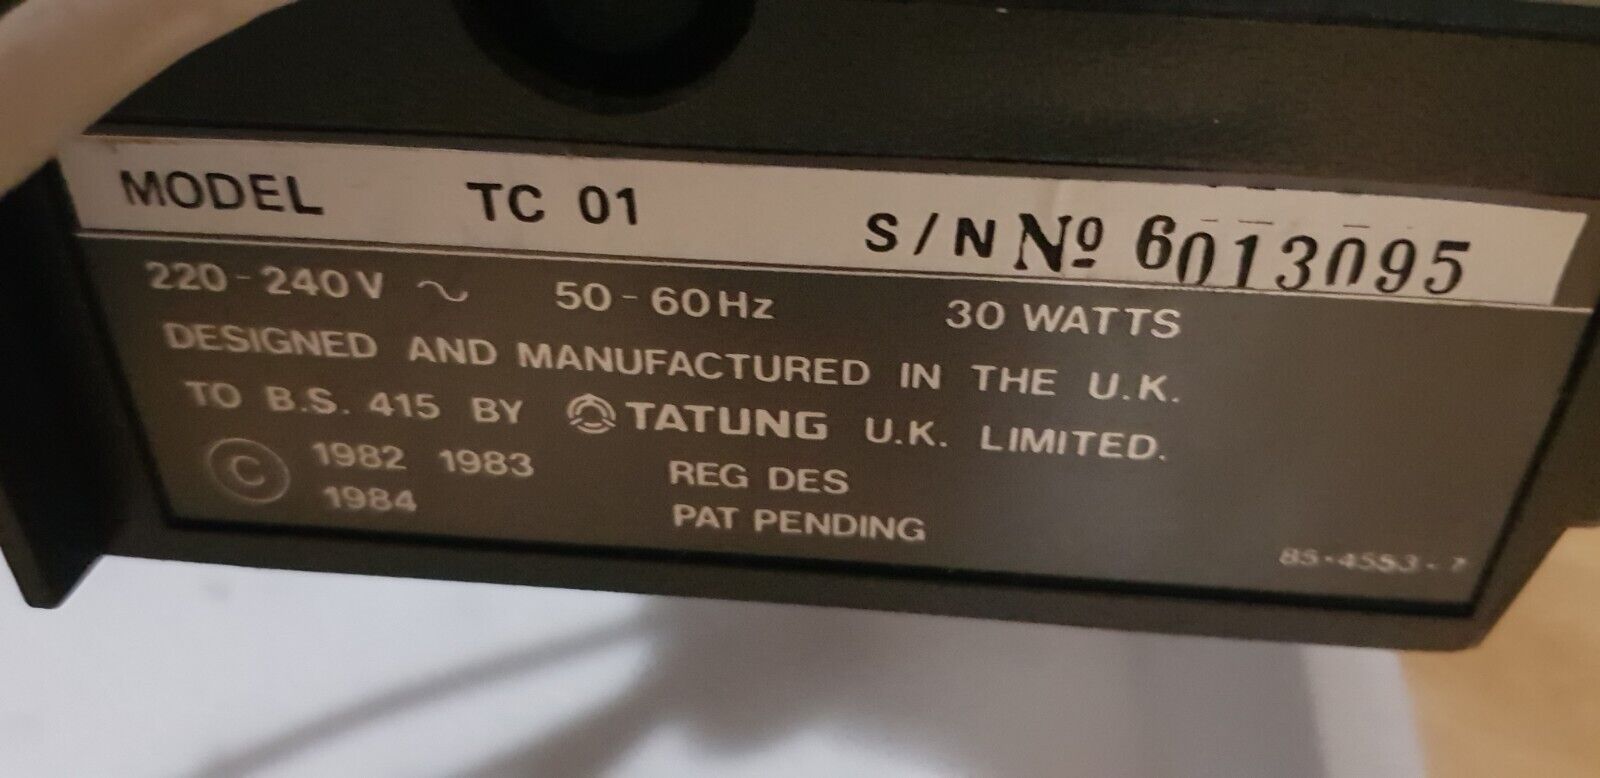 MODEL TC 01 S/N Nº 6013095
220-240V ~ 50-60Hz 30 WATTS
DESIGNED AND MANUFACTURED IN THE U.K.
TO B.S. 415 BY TATUNG U.K. LIMITED.
© 1982 1983 REG DES
1984 PAT PENDING
85-4553-7